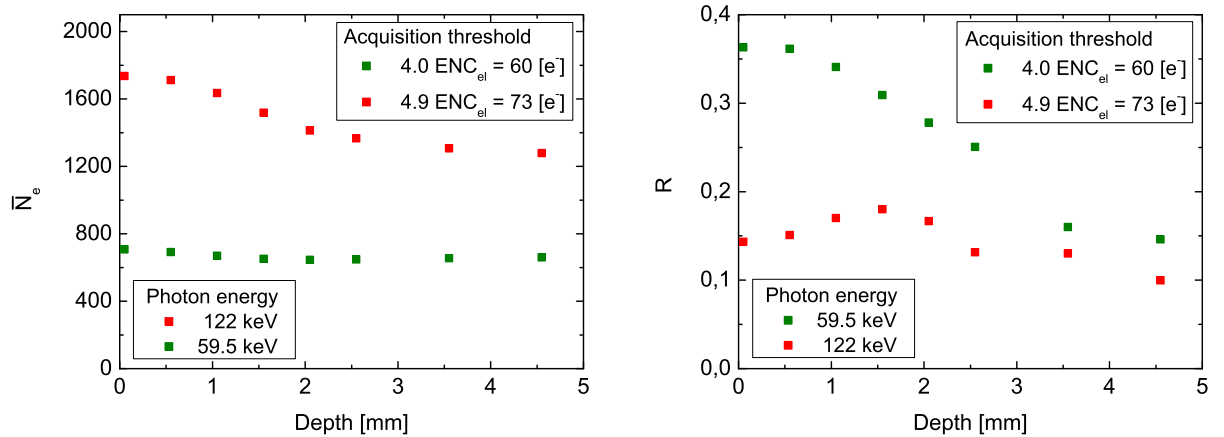 2000
1600
1200
800
400
0
N̅e
Acquisition threshold
4.0 ENCel = 60 [e-]
4.9 ENCel = 73 [e-]
Photon energy
122 keV
59.5 keV
0 1 2 3 4 5
Depth [mm]
0,4
0,3
0,2
0,1
0,0
R
Acquisition threshold
4.0 ENCel = 60 [e-]
4.9 ENCel = 73 [e-]
Photon energy
59.5 keV
122 keV
0 1 2 3 4 5
Depth [mm]